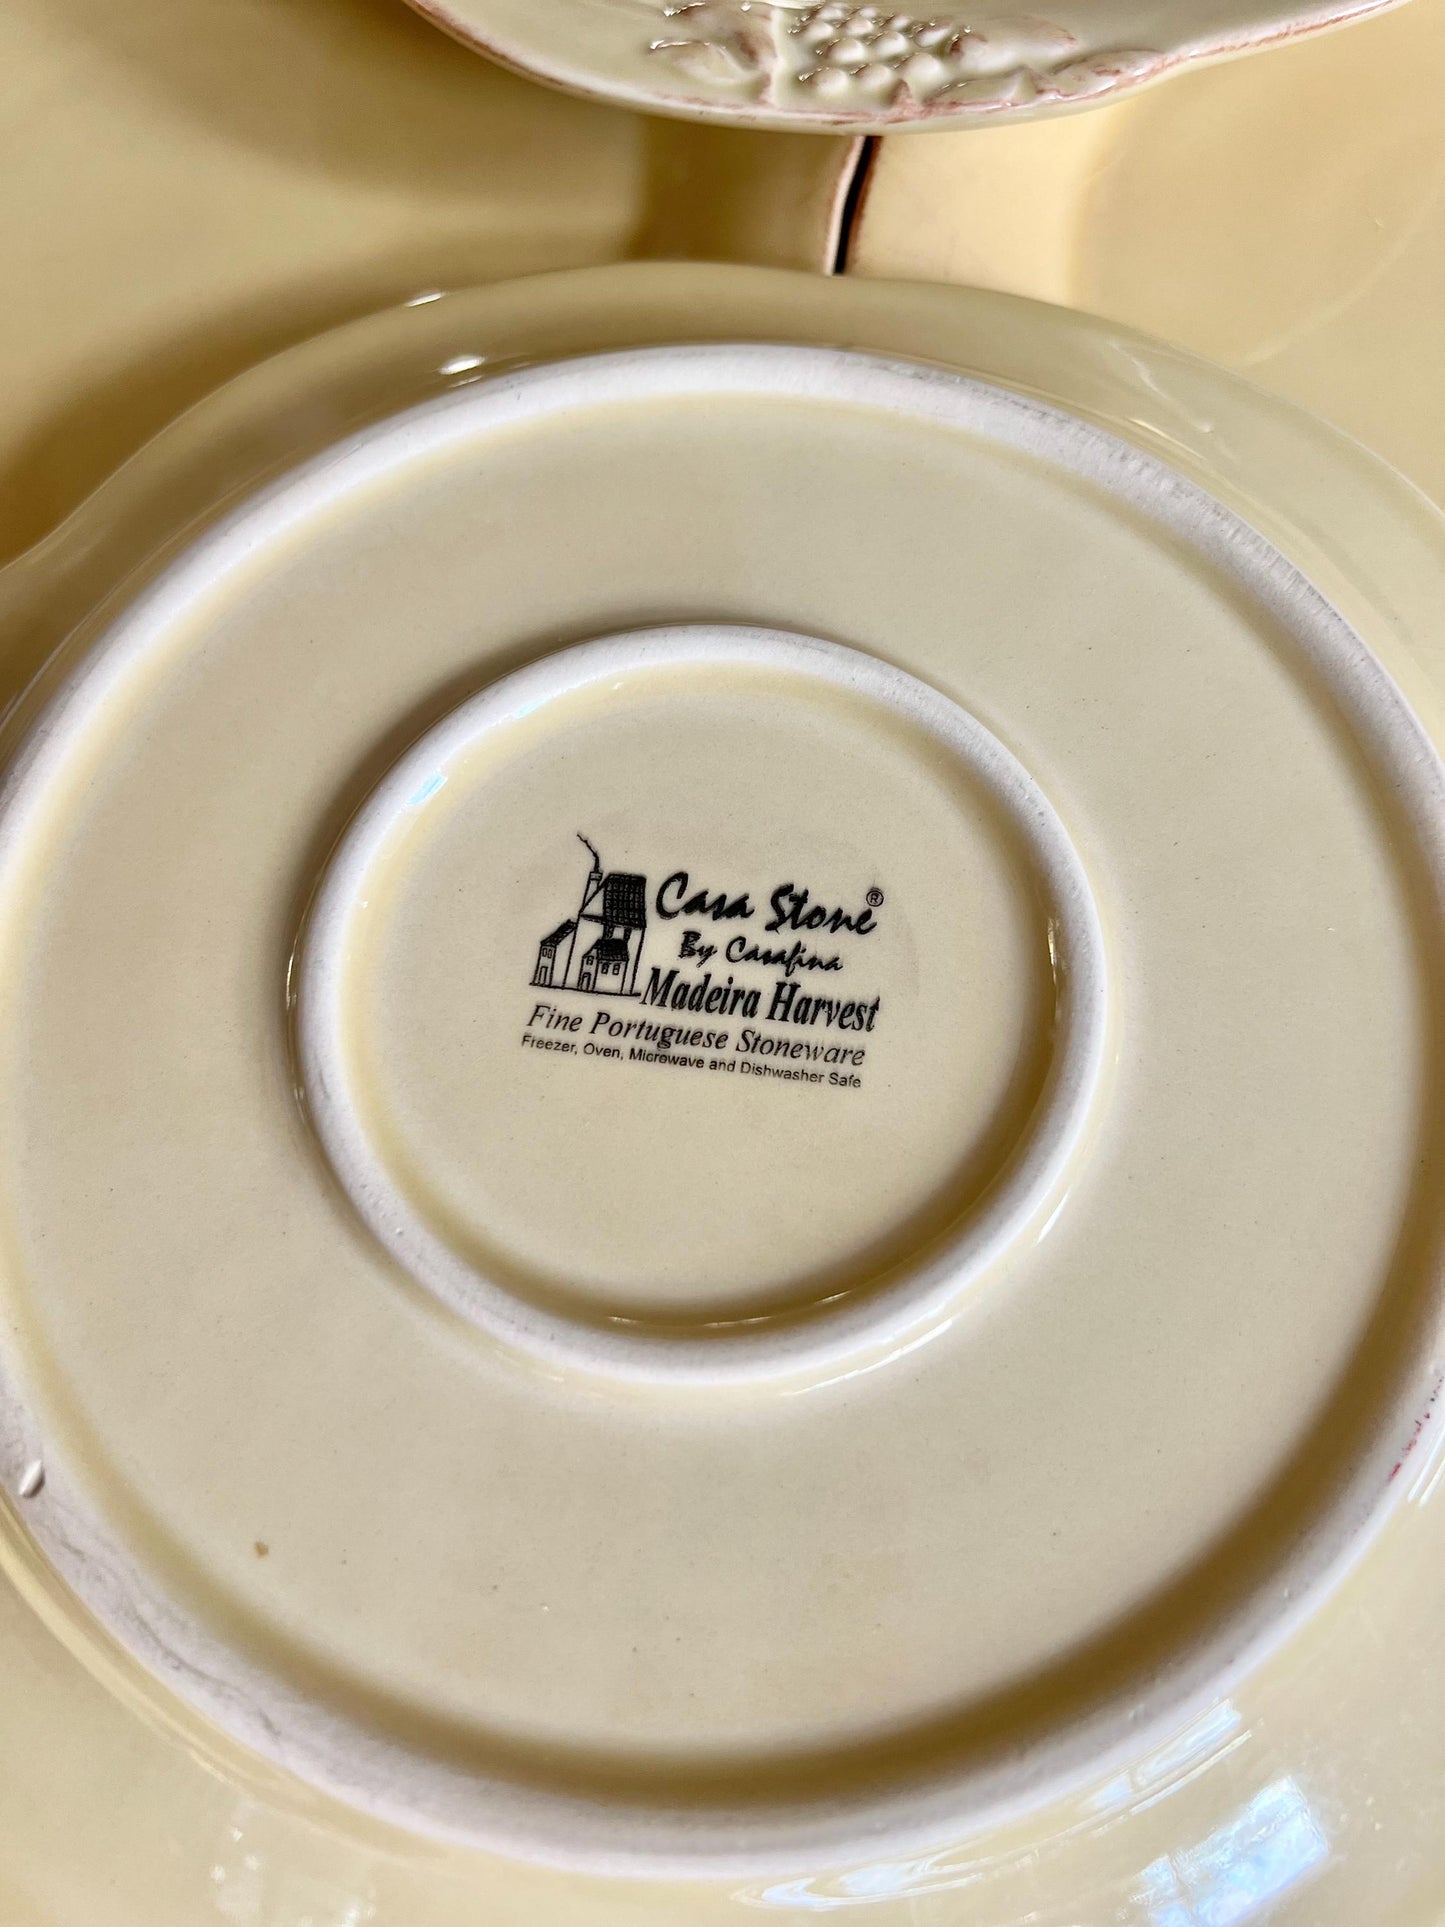 Casa Stone®
By Casafina
Madeira Harvest
Fine Portuguese Stoneware
Freezer, Oven, Microwave and Dishwasher Safe